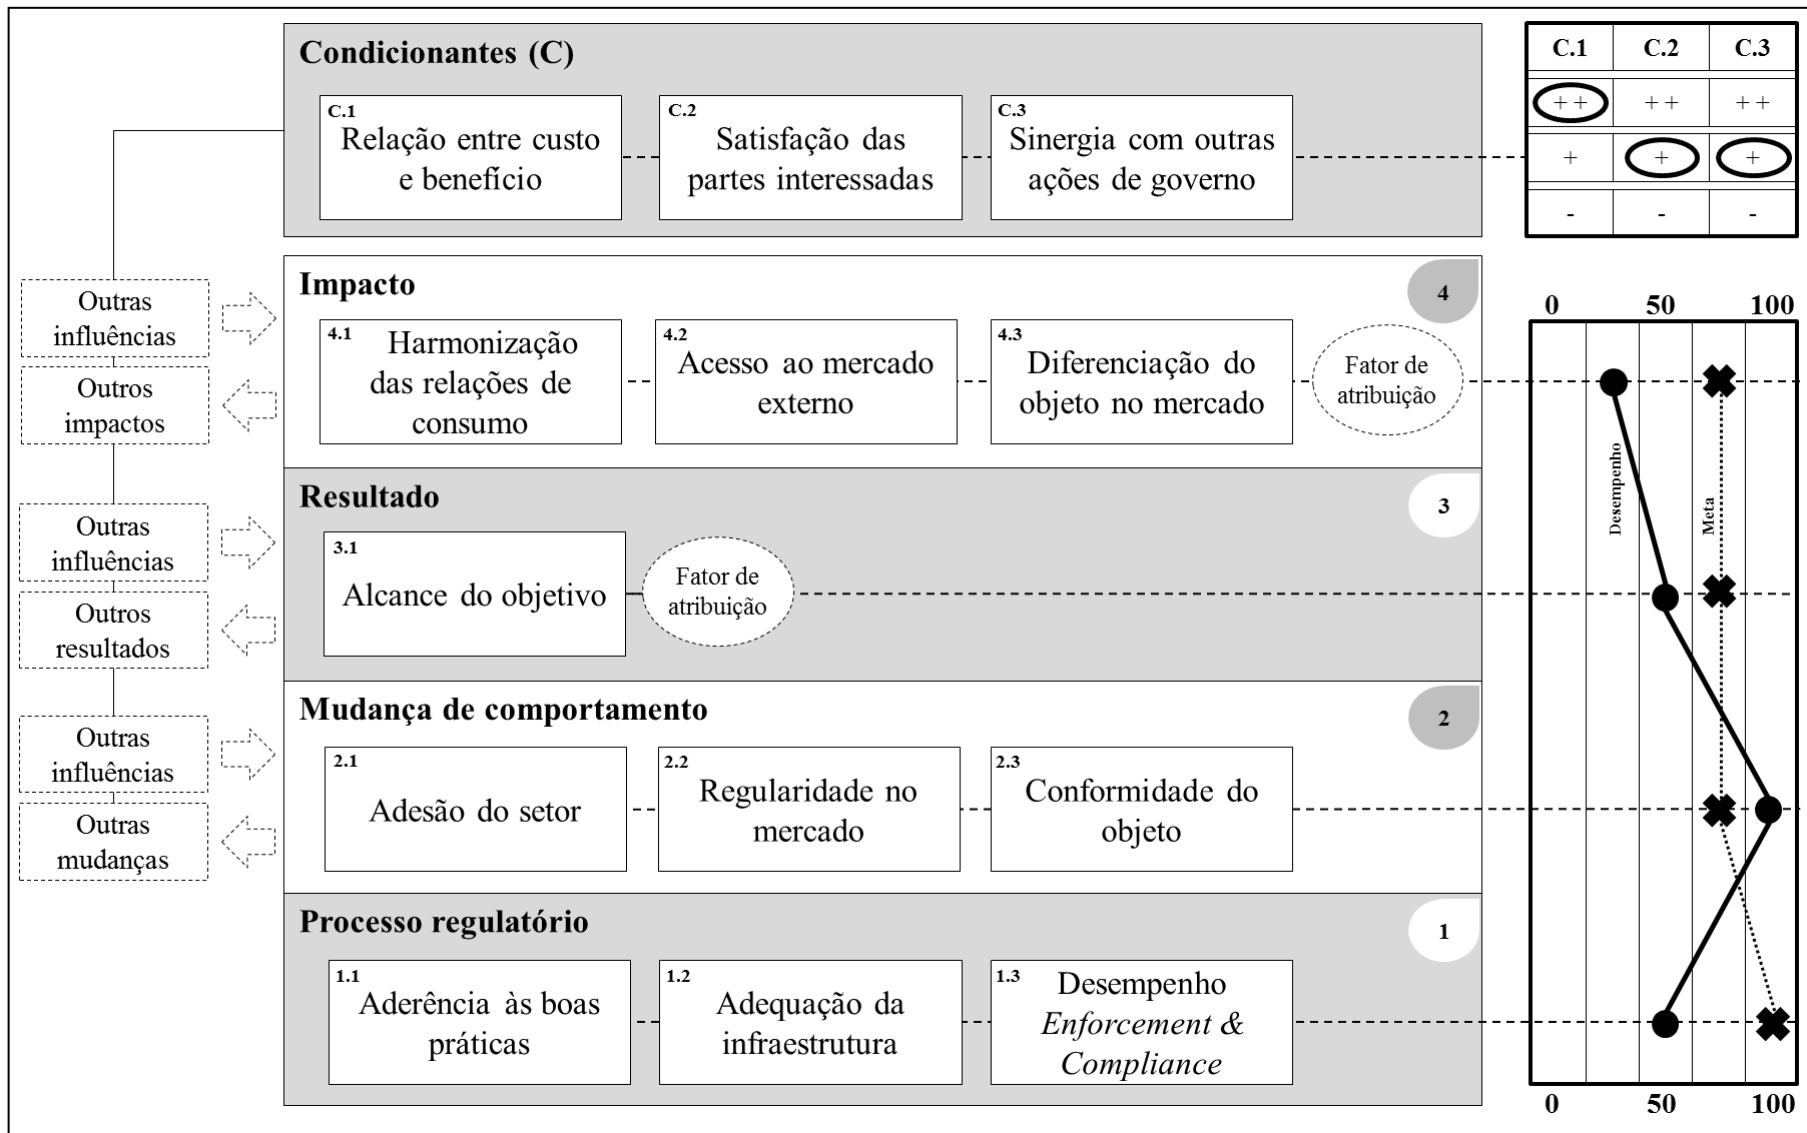 Condicionantes (C)
C.1
Relação entre custo
e benefício
C.2
Satisfação das
partes interessadas
C.3
Sinergia com outras
ações de governo
C.1 C.2 C.3
+ + + + + +
+ + +
- - -
Outras
influências
Outros
impactos
Impacto
4
4.1
Harmonização
das relações de
consumo
4.2
Acesso ao mercado
externo
4.3
Diferenciação do
objeto no mercado
Fator de
atribuição
0 50 100
Desempenho
Meta
Outras
influências
Outros
resultados
Resultado
3
3.1
Alcance do objetivo
Fator de
atribuição
Outras
influências
Outras
mudanças
Mudança de comportamento
2
2.1
Adesão do setor
2.2
Regularidade no
mercado
2.3
Conformidade do
objeto
Processo regulatório
1
1.1
Aderência às boas
práticas
1.2
Adequação da
infraestrutura
1.3
Desempenho
Enforcement &
Compliance
0 50 100